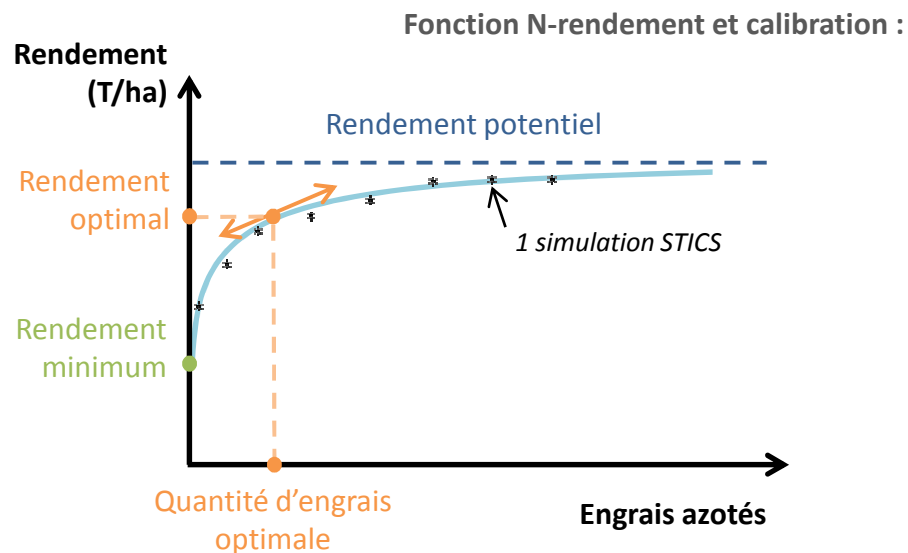 Fonction N-rendement et calibration :
Rendement
(T/ha)
Rendement potentiel
Rendement
optimal
1 simulation STICS
Rendement
minimum
Quantité d'engrais
optimale
Engrais azotés